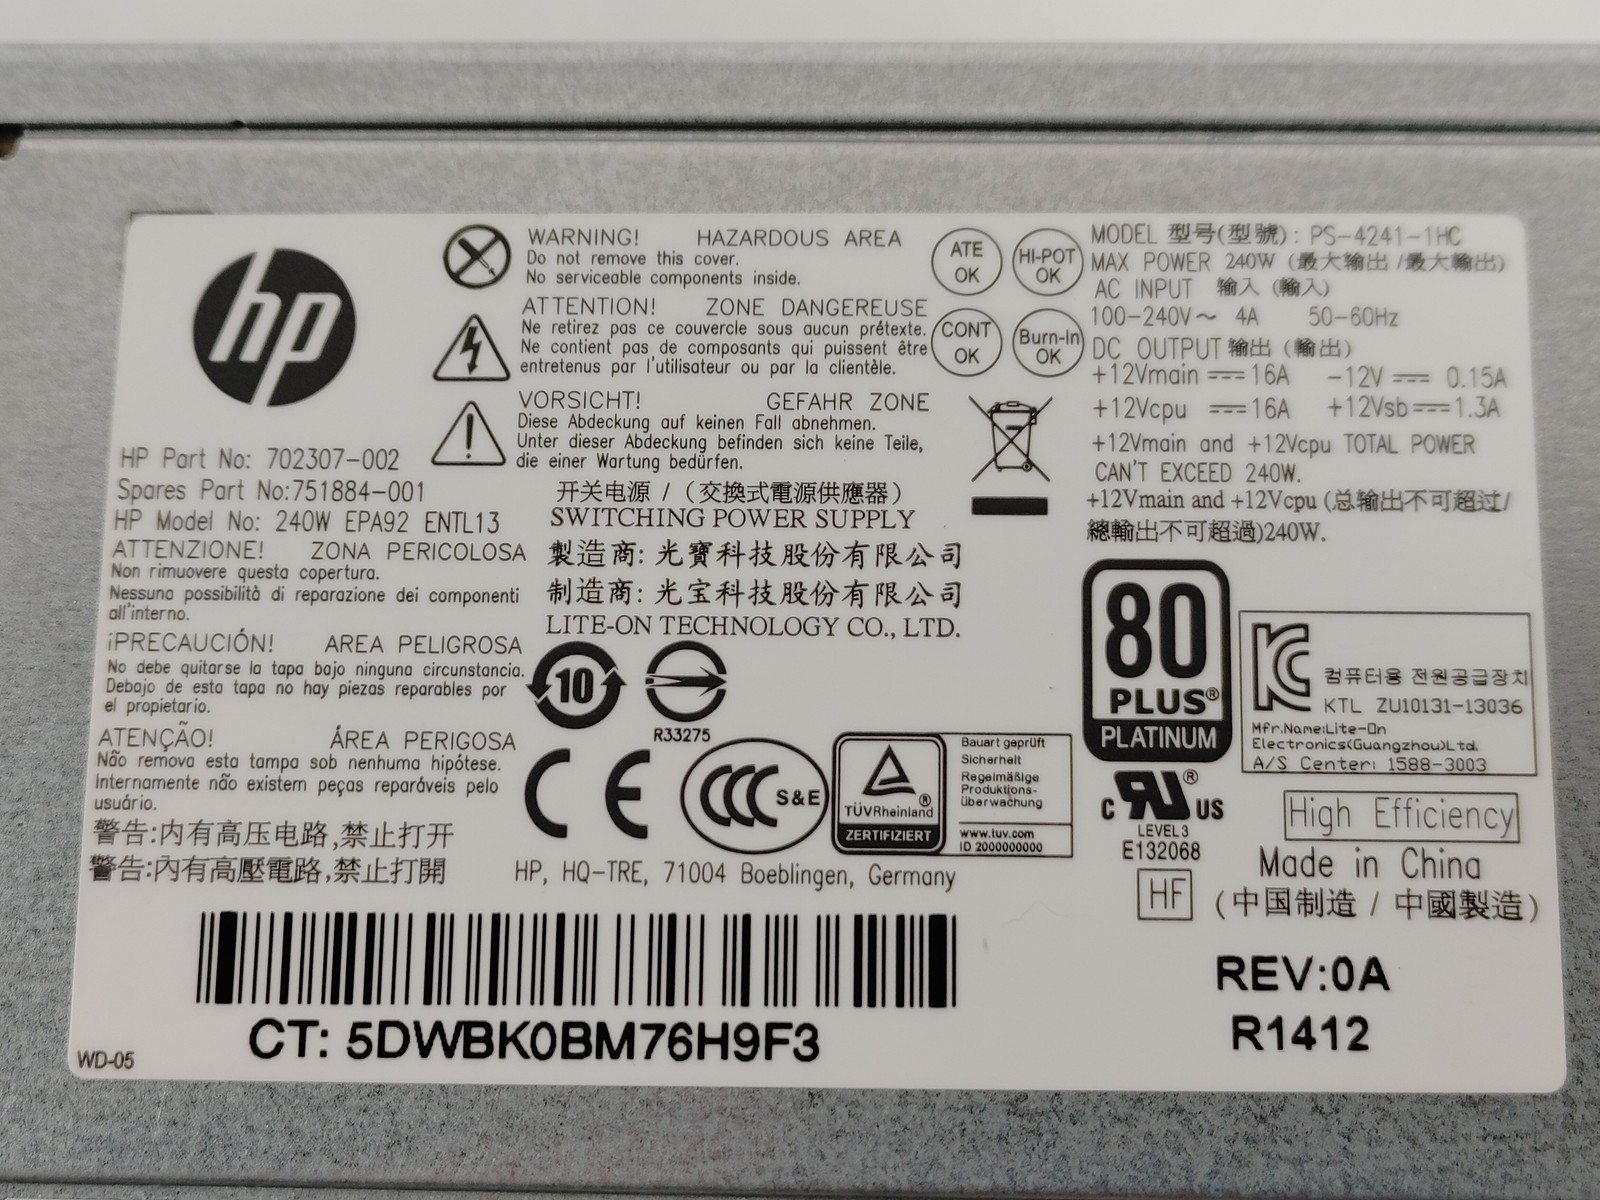 hp
HP Part No: 702307-002
Spares Part No:751884-001
HP Model No: 240W EPA92 ENTL13
ATTENZIONE! ZONA PERICOLOSA
Non rimuovere questa copertura.
Nessuna possibilità di reparazione dei componenti
all'interno.
¡PRECAUCIÓN! AREA PELIGROSA
No debe quitarse la tapa bajo ninguna circunstancia.
Debajo de esta tapa no hay piezas reparables por
el propietario.
ATENÇÃO! ÁREA PERIGOSA
Não remova esta tampa sob nenhuma hipótese.
Internamente não existem peças reparáveis pelo
usuário.
警告:内有高压电路,禁止打开
警告:內有高壓電路,禁止打開
WARNING! HAZARDOUS AREA
Do not remove this cover.
No serviceable components inside.
ATTENTION! ZONE DANGEREUSE
Ne retirez pas ce couvercle sous aucun prétexte.
Ne contient pas de composants qui puissent être
entretenus par l'utilisateur ou par la clientèle.
VORSICHT! GEFAHR ZONE
Diese Abdeckung auf keinen Fall abnehmen.
Unter dieser Abdeckung befinden sich keine Teile,
die einer Wartung bedürfen.
开关电源 / (交換式電源供應器)
SWITCHING POWER SUPPLY
製造商: 光寶科技股份有限公司
制造商: 光宝科技股份有限公司
LITE-ON TECHNOLOGY CO., LTD.
10
R33275
CE
CCC S&E
TÜVRheinland
ZERTIFIZIERT
Bauart geprüft
Sicherheit
Regelmäßige
Produktions-
überwachung
www.tuv.com
ID 2000000000
HP, HQ-TRE, 71004 Boeblingen, Germany
ATE OK
HI-POT OK
CONT OK
Burn-In OK
MODEL 型号(型號): PS-4241-1HC
MAX POWER 240W (最大输出 /最大輸出)
AC INPUT 输入 (輸入)
100-240V～ 4A 50-60Hz
DC OUTPUT 输出 (輸出)
+12Vmain ⎓ 16A -12V ⎓ 0.15A
+12Vcpu ⎓ 16A +12Vsb ⎓ 1.3A
+12Vmain and +12Vcpu TOTAL POWER
CAN'T EXCEED 240W.
+12Vmain and +12Vcpu (总输出不可超过/
總輸出不可超過)240W.
80
PLUS®
PLATINUM
KC
컴퓨터용 전원공급장치
KTL ZU10131-13036
Mfr.Name:Lite-On
Electronics(Guangzhou)Ltd.
A/S Center: 1588-3003
c RU® US
LEVEL 3
E132068
HF
High Efficiency
Made in China
(中国制造 / 中國製造)
REV:0A
R1412
CT: 5DWBK0BM76H9F3
WD-05